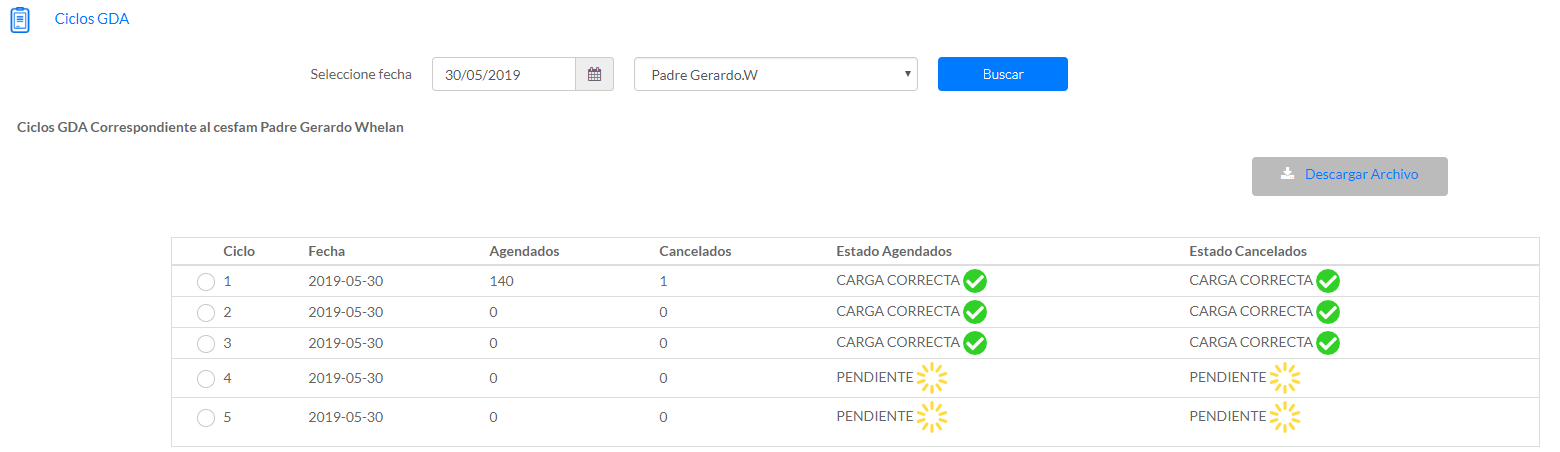 Ciclos GDA
Seleccione fecha 30/05/2019 Padre Gerardo.W Buscar
Ciclos GDA Correspondiente al cesfam Padre Gerardo Whelan
Descargar Archivo
Ciclo Fecha Agendados Cancelados Estado Agendados Estado Cancelados
1 2019-05-30 140 1 CARGA CORRECTA CARGA CORRECTA
2 2019-05-30 0 0 CARGA CORRECTA CARGA CORRECTA
3 2019-05-30 0 0 CARGA CORRECTA CARGA CORRECTA
4 2019-05-30 0 0 PENDIENTE PENDIENTE
5 2019-05-30 0 0 PENDIENTE PENDIENTE